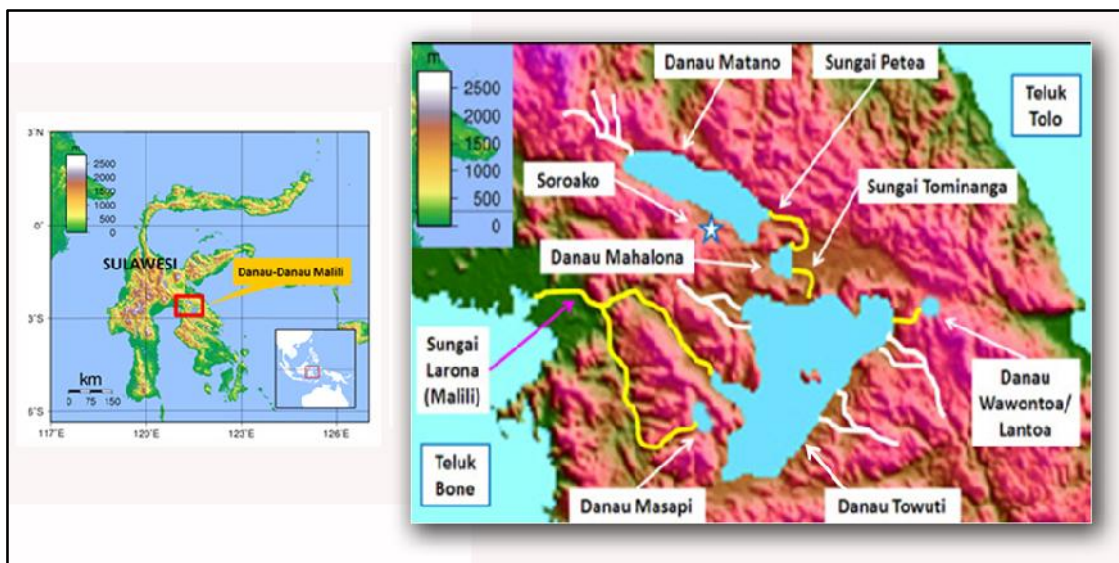 m
2500
2000
1500
1000
500
0
3°N
0°
3°S
6°S
117°E
120°E
123°E
126°E
SULAWESI
Danau-Danau Malili
km
0 75 150
m
2500
2000
1500
1000
500
0
Danau Matano
Sungai Petea
Teluk
Tolo
Soroako
Sungai Tominanga
Danau Mahalona
Sungai
Larona
(Malili)
Danau
Wawontoa/
Lantoa
Teluk
Bone
Danau Masapi
Danau Towuti